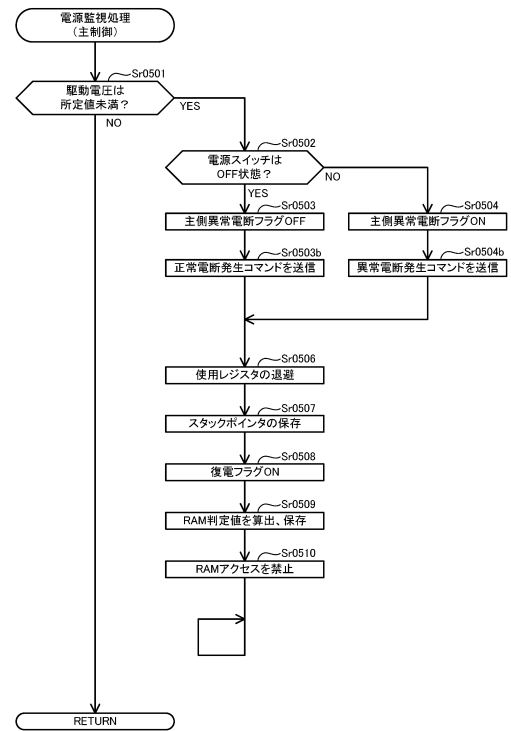 電源監視処理
（主制御）
Sr0501
駆動電圧は
所定値未満？
YES
NO
Sr0502
電源スイッチは
OFF状態？
NO
YES
Sr0503
主側異常電断フラグOFF
Sr0504
主側異常電断フラグON
Sr0503b
正常電断発生コマンドを送信
Sr0504b
異常電断発生コマンドを送信
Sr0506
使用レジスタの退避
Sr0507
スタックポインタの保存
Sr0508
復電フラグON
Sr0509
RAM判定値を算出、保存
Sr0510
RAMアクセスを禁止
RETURN